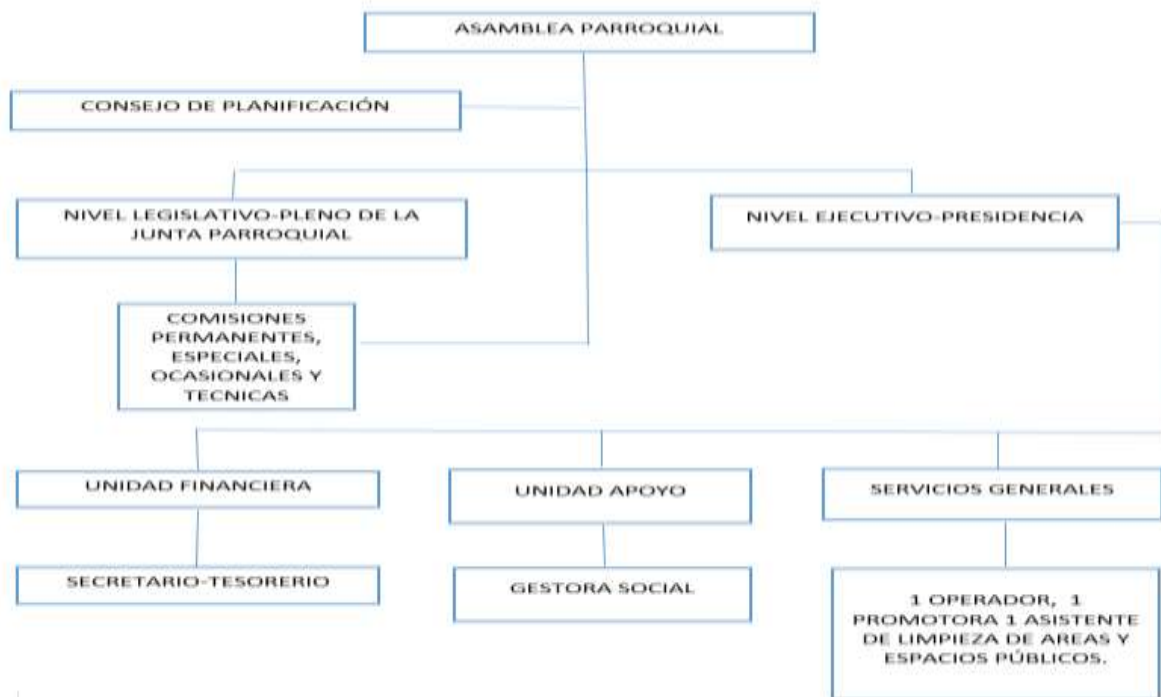 ASAMBLEA PARROQUIAL
CONSEJO DE PLANIFICACIÓN
NIVEL LEGISLATIVO-PLENO DE LA
JUNTA PARROQUIAL
NIVEL EJECUTIVO-PRESIDENCIA
COMISIONES
PERMANENTES,
ESPECIALES,
OCASIONALES Y
TECNICAS
UNIDAD FINANCIERA
UNIDAD APOYO
SERVICIOS GENERALES
SECRETARIO-TESORERIO
GESTORA SOCIAL
1 OPERADOR, 1
PROMOTORA 1 ASISTENTE
DE LIMPIEZA DE AREAS Y
ESPACIOS PÚBLICOS.